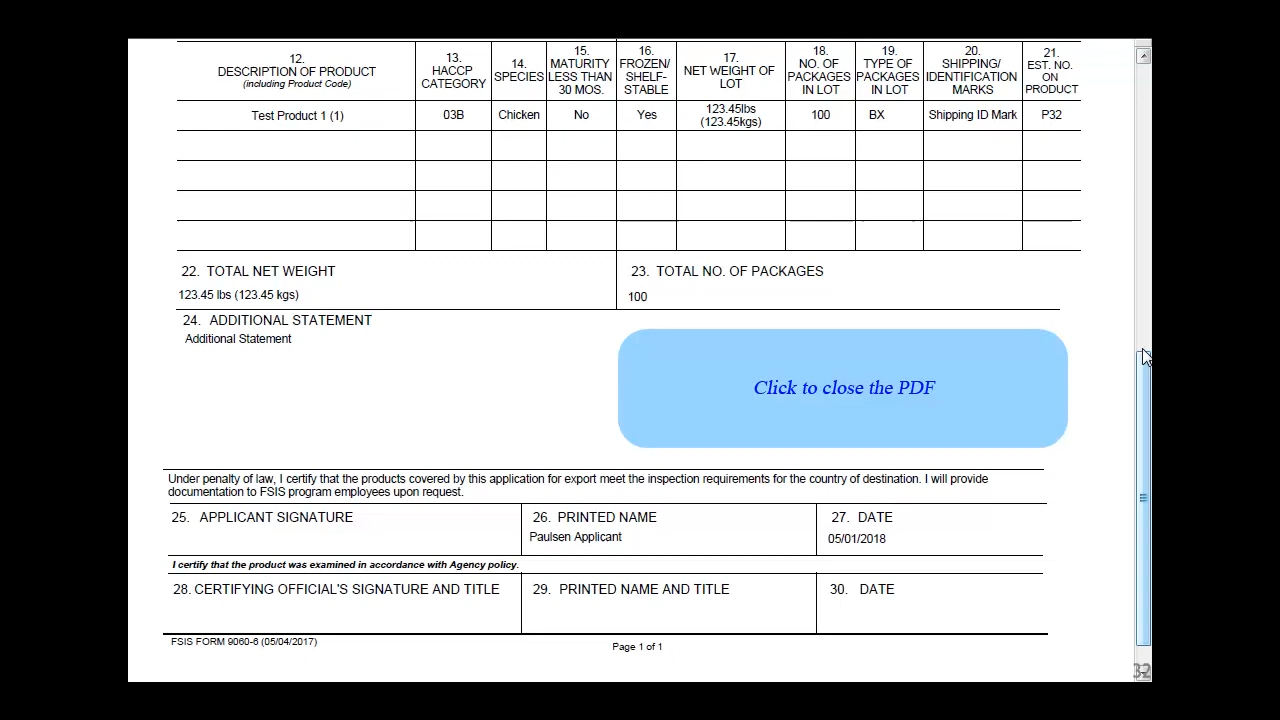 12.
DESCRIPTION OF PRODUCT
(including Product Code)
13.
HACCP
CATEGORY
14.
SPECIES
15.
MATURITY
LESS THAN
30 MOS.
16.
FROZEN/
SHELF-
STABLE
17.
NET WEIGHT OF
LOT
18.
NO. OF
PACKAGES
IN LOT
19.
TYPE OF
PACKAGES
IN LOT
20.
SHIPPING/
IDENTIFICATION
MARKS
21.
EST. NO.
ON
PRODUCT
Test Product 1 (1)
03B
Chicken
No
Yes
123.45lbs
(123.45kgs)
100
BX
Shipping ID Mark
P32
22. TOTAL NET WEIGHT
123.45 lbs (123.45 kgs)
23. TOTAL NO. OF PACKAGES
100
24. ADDITIONAL STATEMENT
Additional Statement
Click to close the PDF
Under penalty of law, I certify that the products covered by this application for export meet the inspection requirements for the country of destination. I will provide
documentation to FSIS program employees upon request.
25. APPLICANT SIGNATURE
26. PRINTED NAME
Paulsen Applicant
27. DATE
05/01/2018
I certify that the product was examined in accordance with Agency policy.
28. CERTIFYING OFFICIAL'S SIGNATURE AND TITLE
29. PRINTED NAME AND TITLE
30. DATE
FSIS FORM 9060-6 (05/04/2017)
Page 1 of 1
32